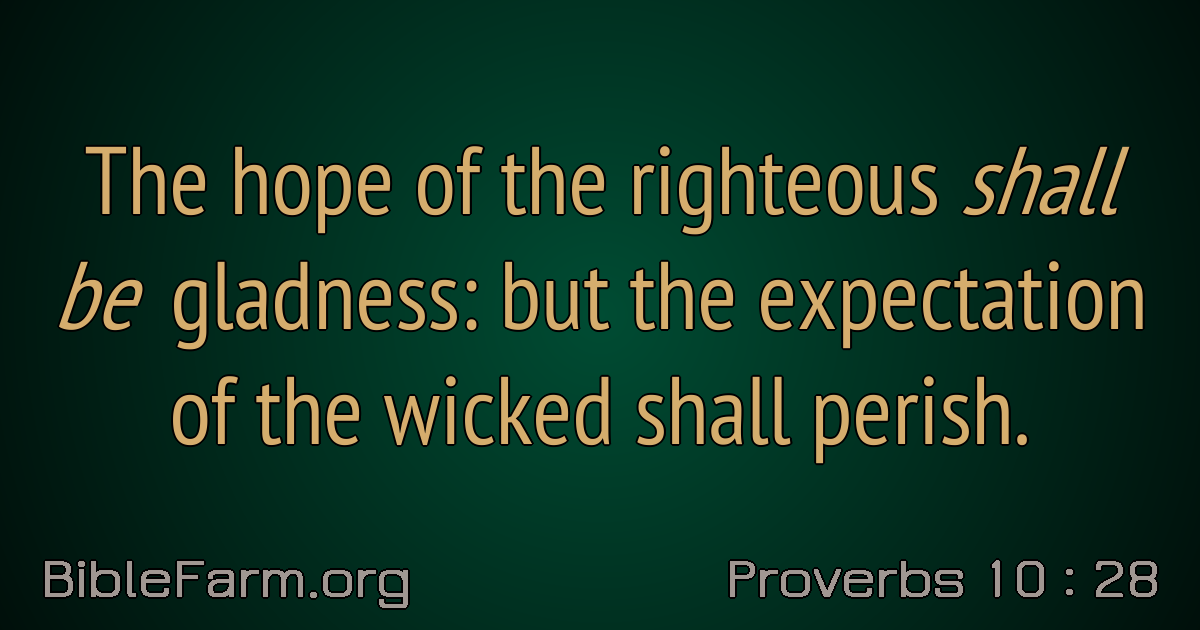 The hope of the righteous shall
be gladness: but the expectation
of the wicked shall perish.
BibleFarm.org
Proverbs 10 : 28